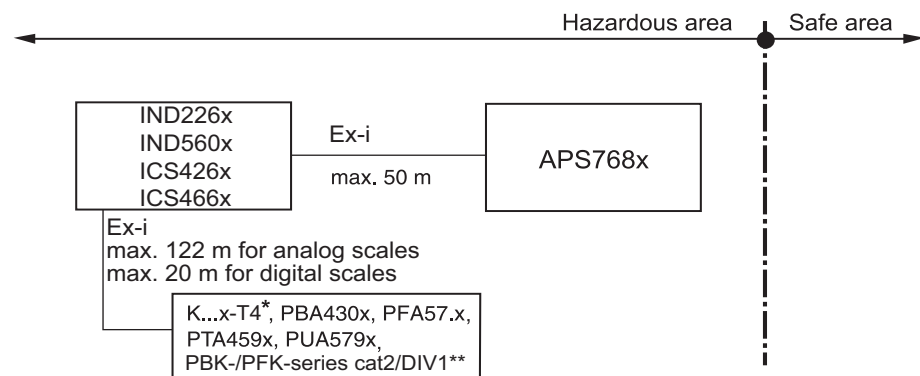 Hazardous area
Safe area
IND226x
IND560x
ICS426x
ICS466x
Ex-i
max. 50 m
APS768x
Ex-i
max. 122 m for analog scales
max. 20 m for digital scales
K...x-T4*, PBA430x, PFA57.x,
PTA459x, PUA579x,
PBK-/PFK-series cat2/DIV1**